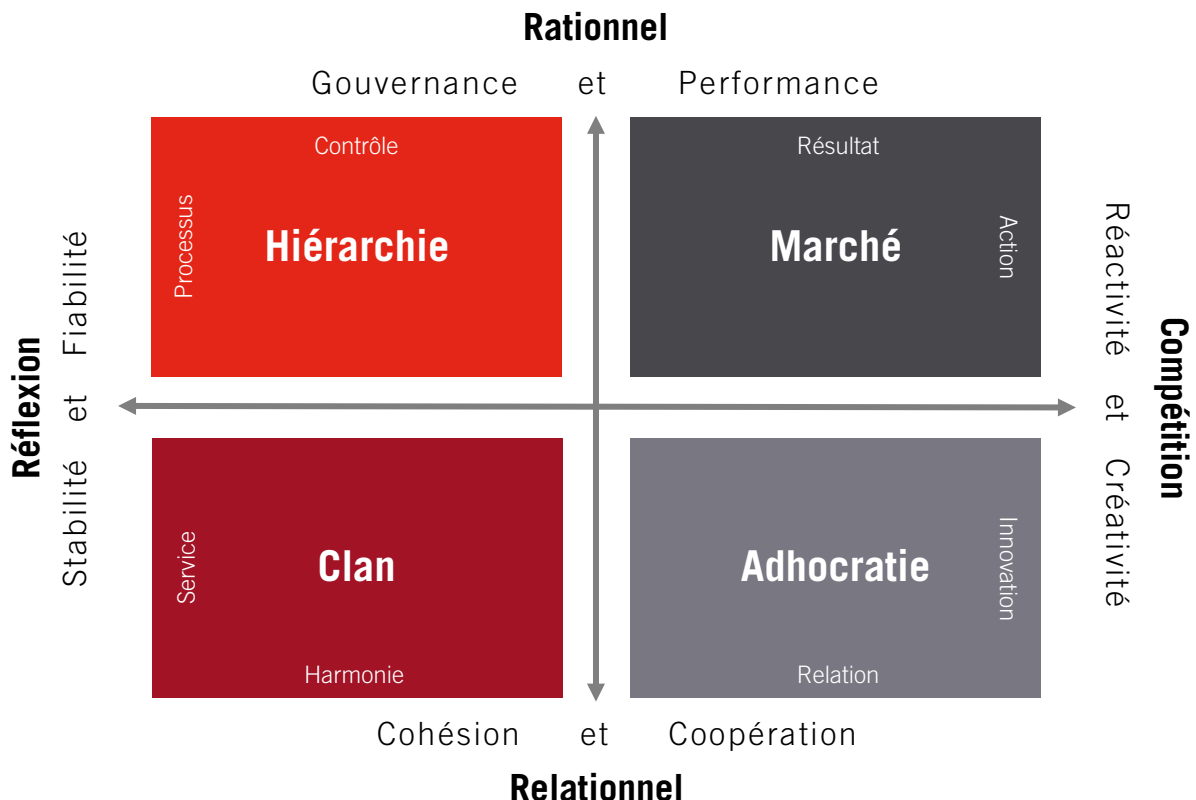 Rationnel
Gouvernance et Performance
Contrôle
Processus
Hiérarchie
Résultat
Marché
Action
Réflexion
Stabilité et Fiabilité
Réactivité et Créativité
Compétition
Service
Clan
Harmonie
Adhocratie
Innovation
Relation
Cohésion et Coopération
Relationnel